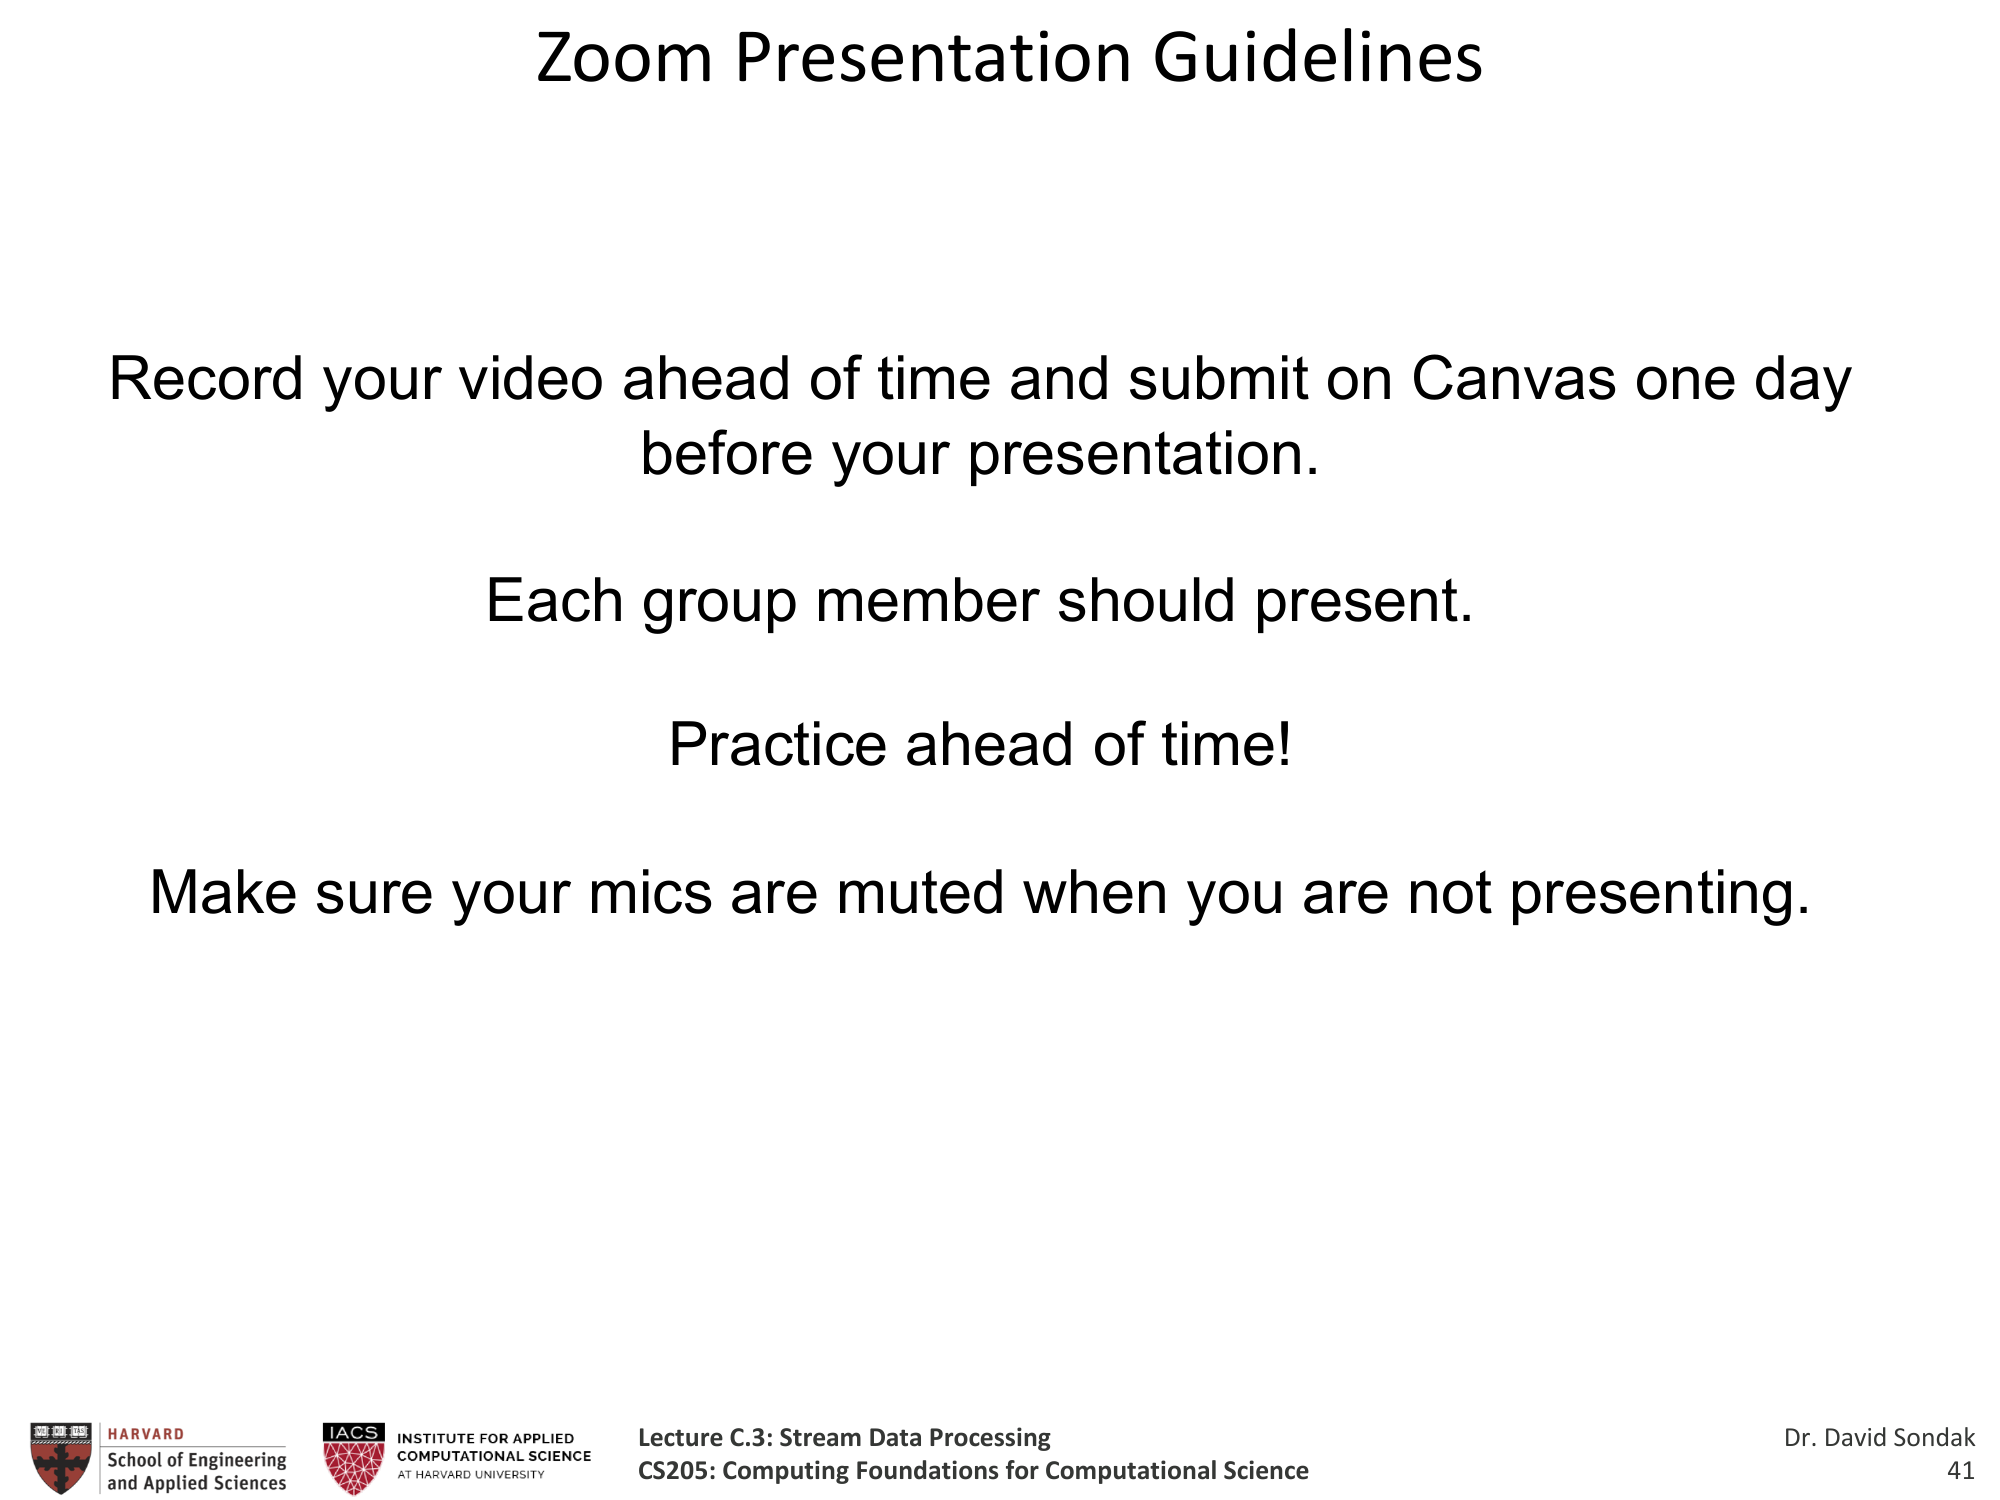 Zoom Presentation Guidelines
Record your video ahead of time and submit on Canvas one day
before your presentation.
Each group member should present.
Practice ahead of time!
Make sure your mics are muted when you are not presenting.
HARVARD
School of Engineering
and Applied Sciences
IACS
INSTITUTE FOR APPLIED
COMPUTATIONAL SCIENCE
AT HARVARD UNIVERSITY
Lecture C.3: Stream Data Processing
CS205: Computing Foundations for Computational Science
Dr. David Sondak
41